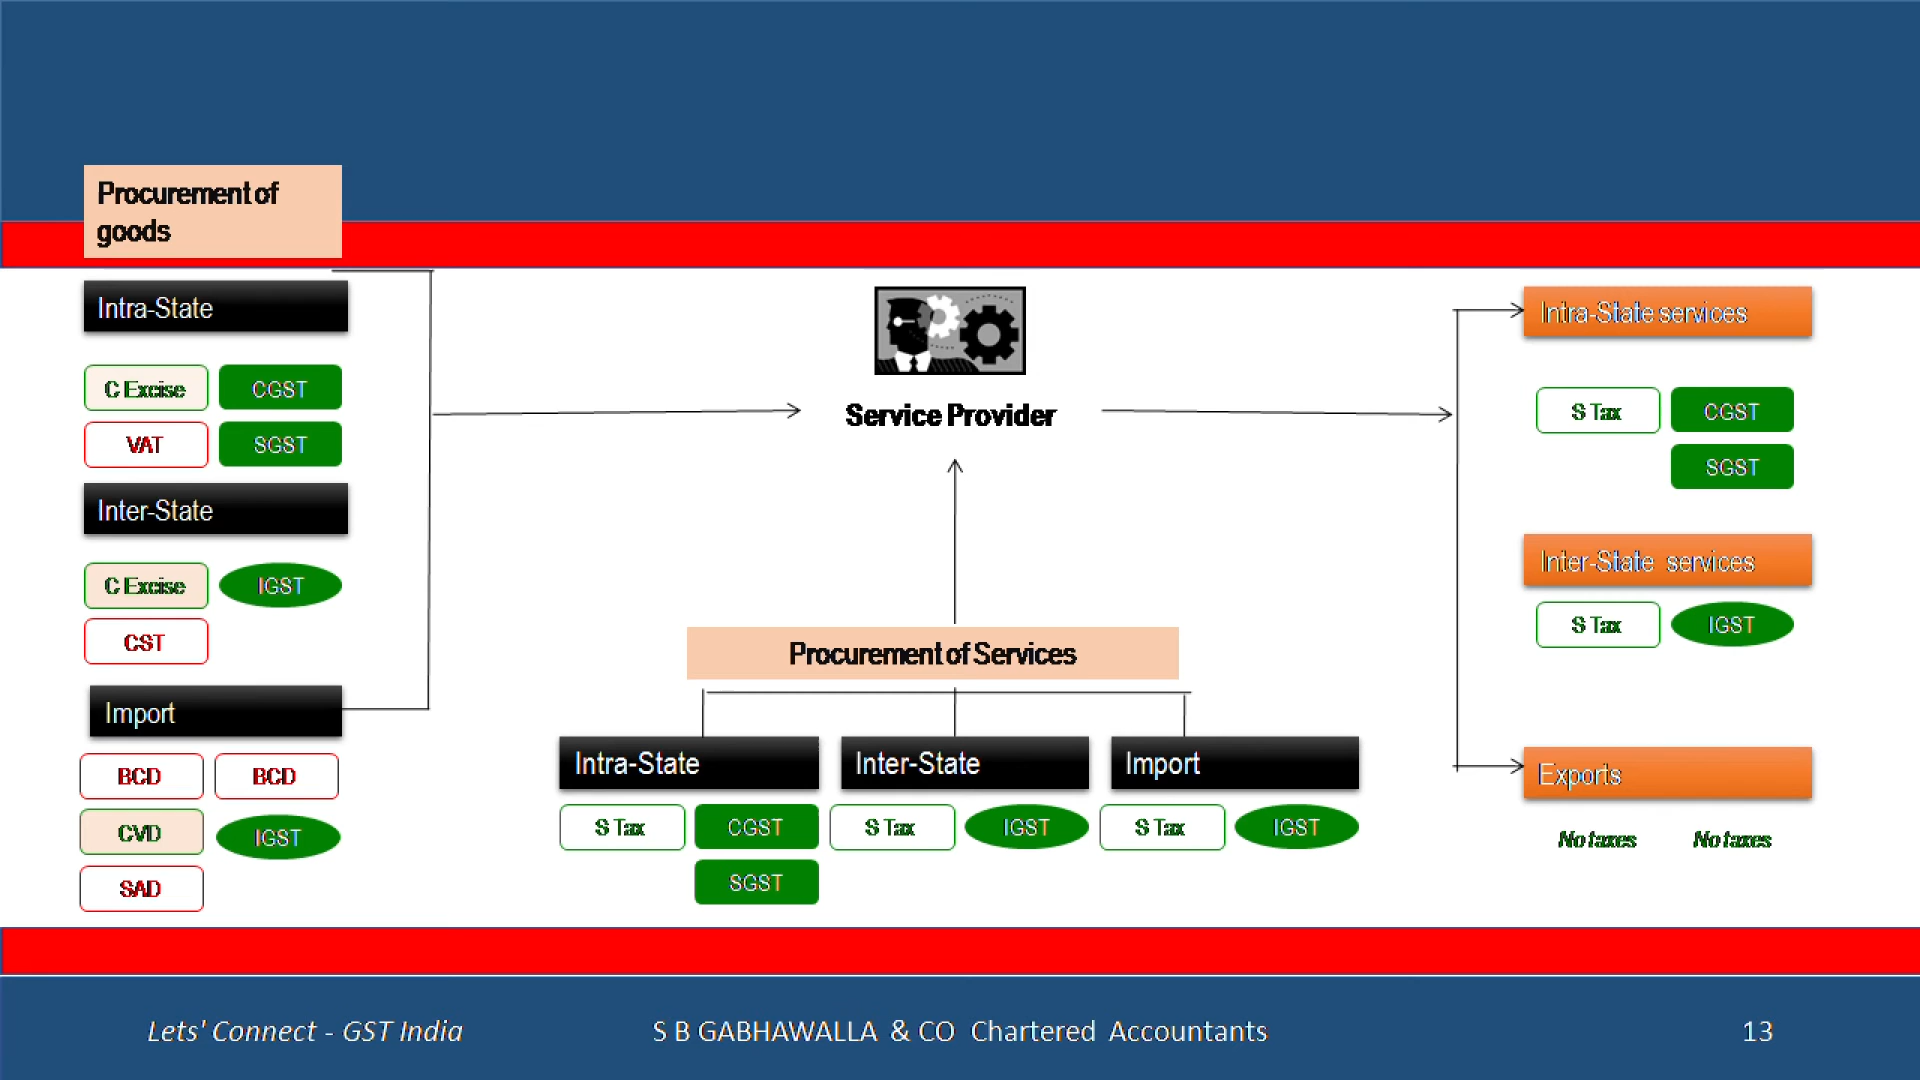 Procurement of
goods
Intra-State
C Excise CGST
VAT SGST
Inter-State
C Excise IGST
CST
Import
BCD BCD
CVD IGST
SAD
Service Provider
Procurement of Services
Intra-State Inter-State Import
S Tax CGST S Tax IGST S Tax IGST
SGST
Intra-State services
S Tax CGST
SGST
Inter-State services
S Tax IGST
Exports
No taxes No taxes
Lets' Connect - GST India S B GABHAWALLA & CO Chartered Accountants 13